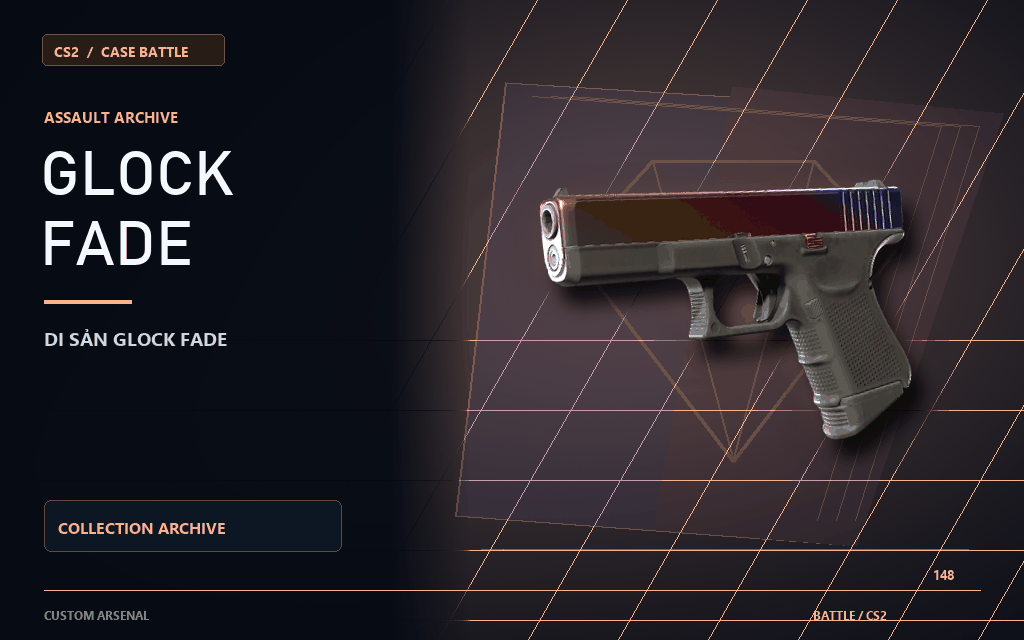 CS2 / CASE BATTLE
ASSAULT ARCHIVE
GLOCK
FADE
DI SẢN GLOCK FADE
COLLECTION ARCHIVE
148
CUSTOM ARSENAL
BATTLE / CS2